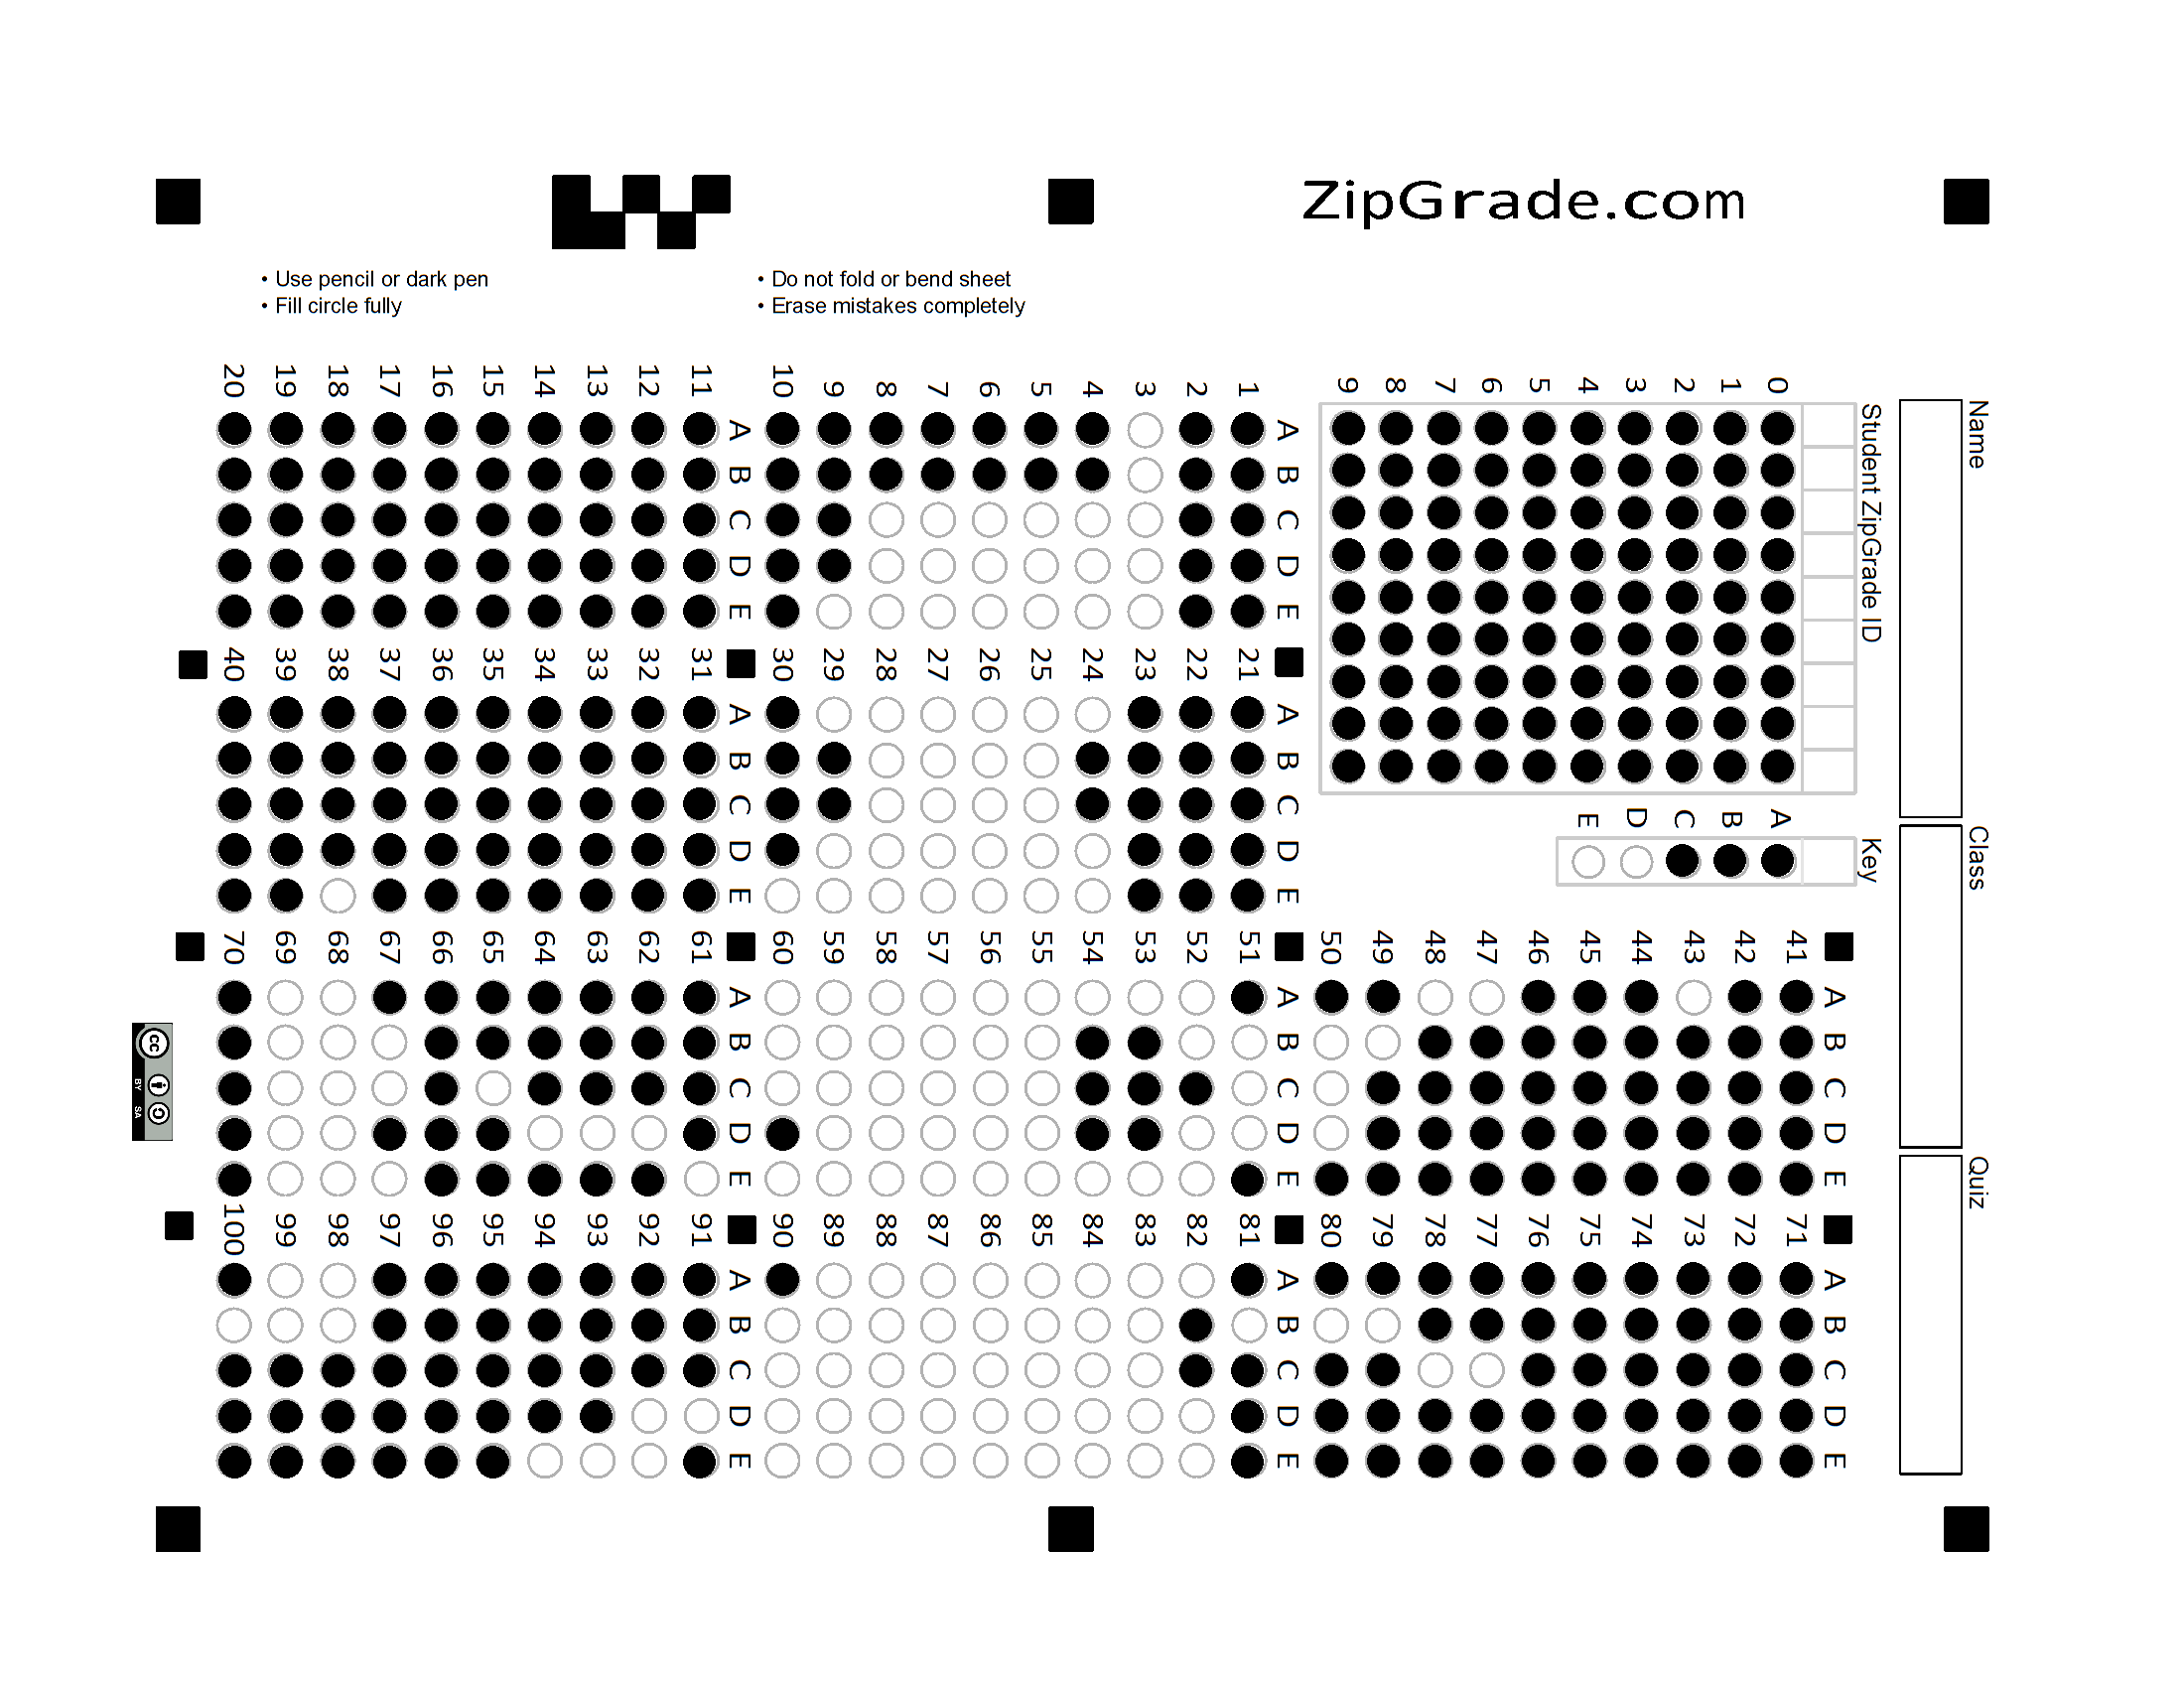 ZipGrade.com
• Use pencil or dark pen
• Fill circle fully
• Do not fold or bend sheet
• Erase mistakes completely
Name
Class
Quiz
Student ZipGrade ID
0 1 2 3 4 5 6 7 8 9
Key
A B C D E
A B C D E
1 2 3 4 5 6 7 8 9 10
A B C D E
11 12 13 14 15 16 17 18 19 20
A B C D E
21 22 23 24 25 26 27 28 29 30
A B C D E
31 32 33 34 35 36 37 38 39 40
A B C D E
41 42 43 44 45 46 47 48 49 50
A B C D E
51 52 53 54 55 56 57 58 59 60
A B C D E
61 62 63 64 65 66 67 68 69 70
A B C D E
71 72 73 74 75 76 77 78 79 80
A B C D E
81 82 83 84 85 86 87 88 89 90
A B C D E
91 92 93 94 95 96 97 98 99 100
cc
BY SA